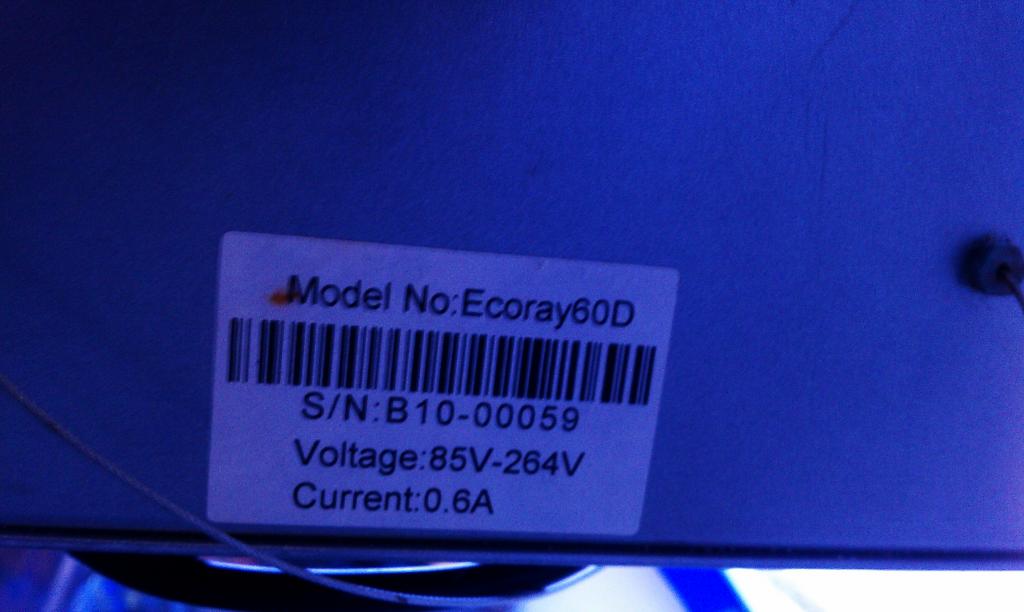 Model No:Ecoray60D
S/N:B10-00059
Voltage:85V-264V
Current:0.6A